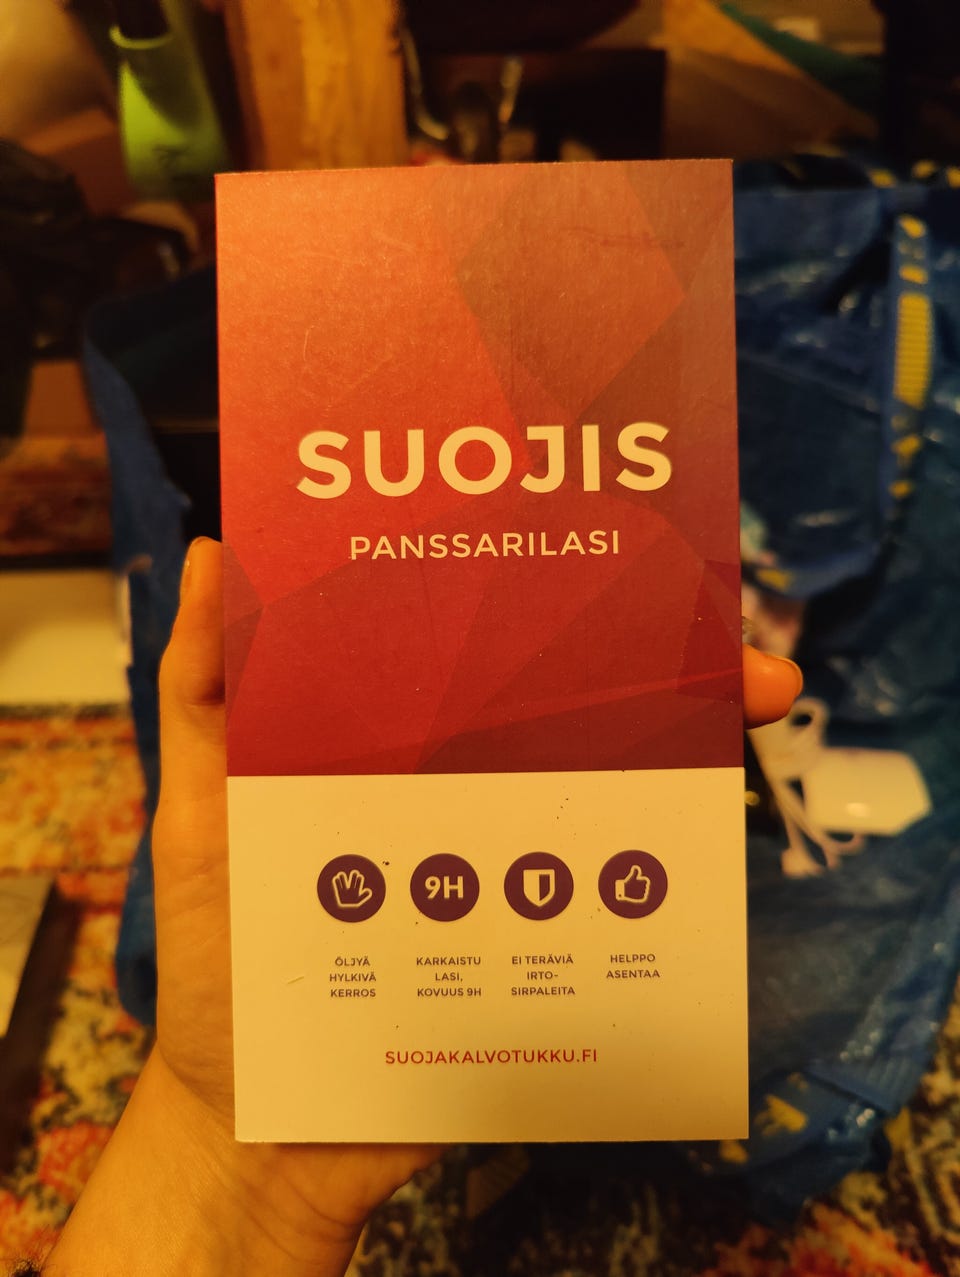 SUOJIS
PANSSARILASI
9H
ÖLJYÄ
HYLKIVÄ
KERROS
KARKAISTU
LASI,
KOVUUS 9H
EI TERÄVIÄ
IRTO-
SIRPALEITA
HELPPO
ASENTAA
SUOJAKALVOTUKKU.FI